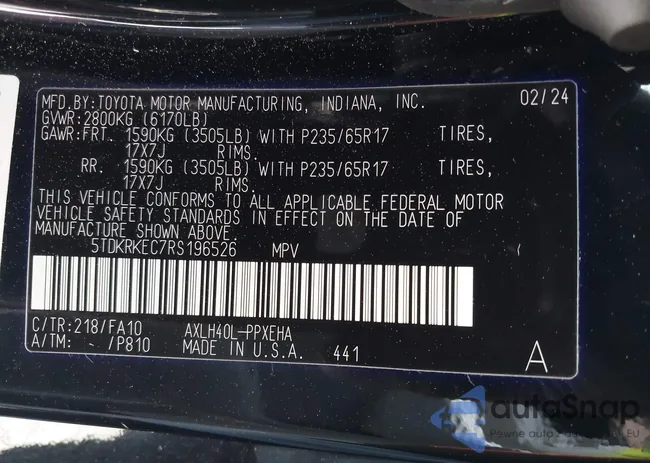 MFD.BY:TOYOTA MOTOR MANUFACTURING, INDIANA, INC. 02/24
GVWR:2800KG (6170LB)
GAWR:FRT. 1590KG (3505LB) WITH P235/65R17 TIRES,
17X7J RIMS.
RR. 1590KG (3505LB) WITH P235/65R17 TIRES,
17X7J RIMS.
THIS VEHICLE CONFORMS TO ALL APPLICABLE FEDERAL MOTOR
VEHICLE SAFETY STANDARDS IN EFFECT ON THE DATE OF
MANUFACTURE SHOWN ABOVE.
5TDKRKEC7RS196526 MPV
C/TR:218/FA10 AXLH40L-PPXEHA
A/TM: - /P810 MADE IN U.S.A. 441 A
autoSnap
Pewne auto EU